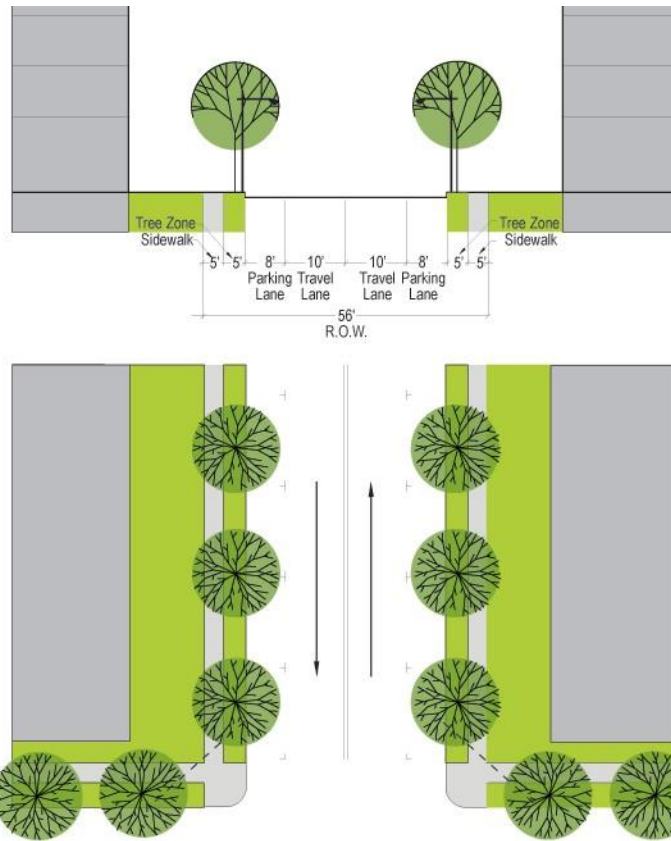 Tree Zone
Sidewalk
Tree Zone
Sidewalk
5' 5' 8' 10' 10' 8' 5' 5'
Parking Travel Travel Parking
Lane Lane Lane Lane
56'
R.O.W.